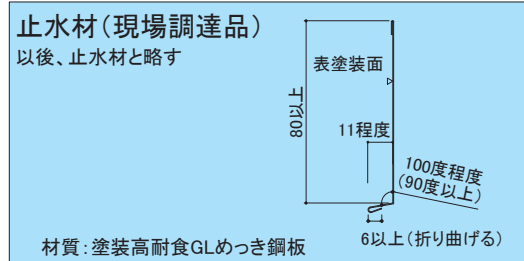 止水材(現場調達品)
以後、止水材と略す
表塗装面
80以上
11程度
100度程度
(90度以上)
6以上(折り曲げる)
材質:塗装高耐食GLめっき鋼板